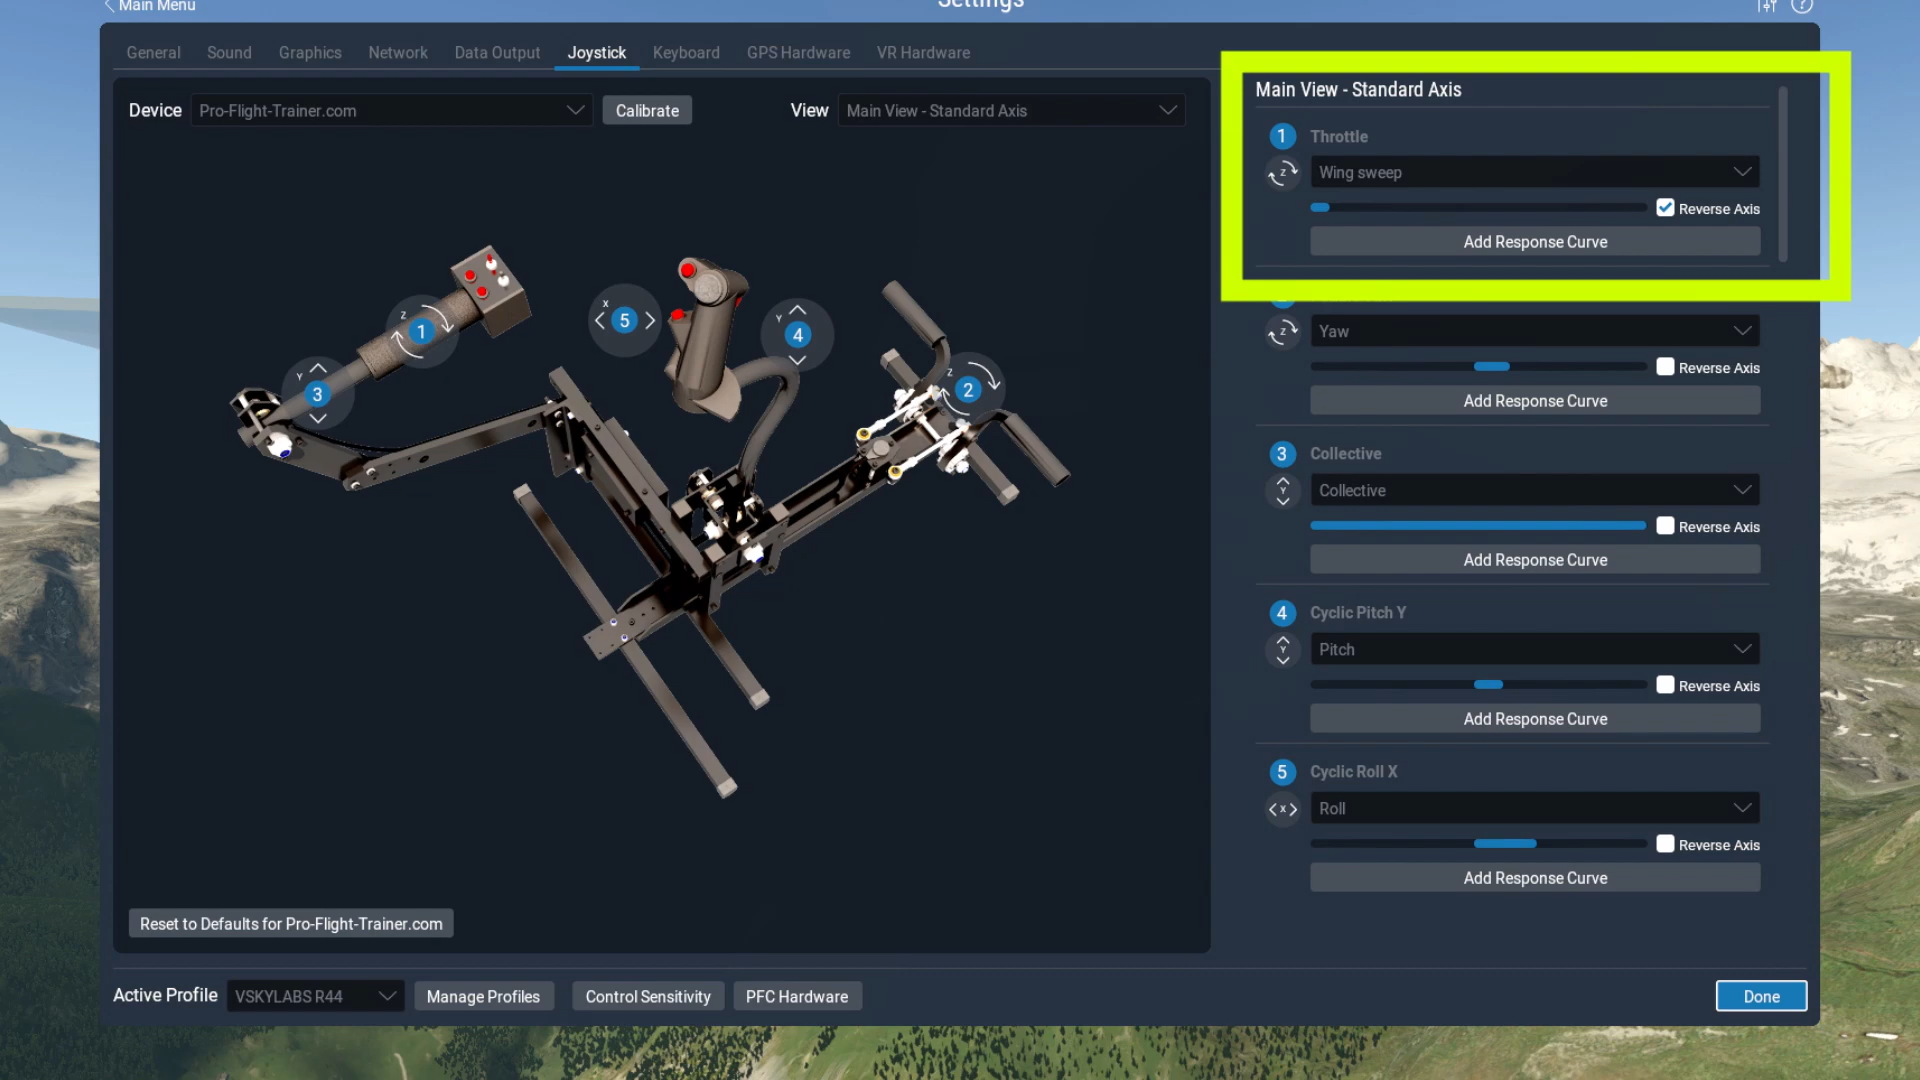 Main Menu
Settings
General Sound Graphics Network Data Output Joystick Keyboard GPS Hardware VR Hardware
Device Pro-Flight-Trainer.com Calibrate View Main View - Standard Axis
Main View - Standard Axis
1 Throttle
Z Wing sweep
Reverse Axis
Add Response Curve
Z Yaw
Reverse Axis
Add Response Curve
3 Collective
Y Collective
Reverse Axis
Add Response Curve
4 Cyclic Pitch Y
Y Pitch
Reverse Axis
Add Response Curve
5 Cyclic Roll X
X Roll
Reverse Axis
Add Response Curve
Z 1
Y 3
X 5
Y 4
Z 2
Reset to Defaults for Pro-Flight-Trainer.com
Active Profile VSKYLABS R44 Manage Profiles Control Sensitivity PFC Hardware Done